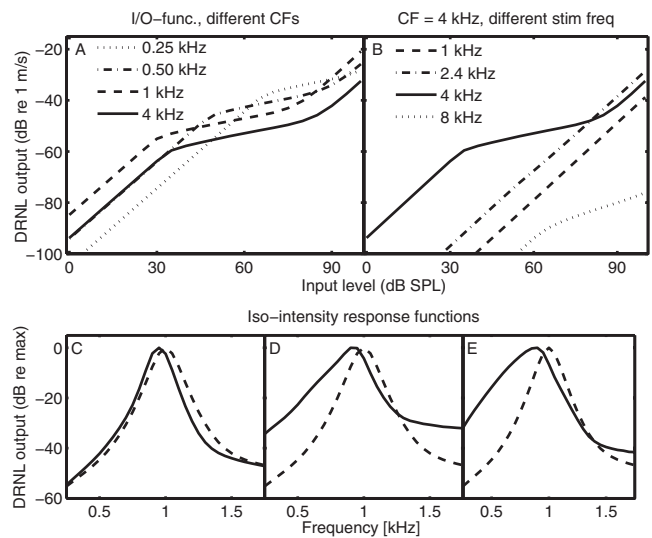 I/O−func., different CFs
CF = 4 kHz, different stim freq
A
0.25 kHz
0.50 kHz
1 kHz
4 kHz
B
1 kHz
2.4 kHz
4 kHz
8 kHz
DRNL output (dB re 1 m/s)
−20
−40
−60
−80
−100
0 30 60 90
0 30 60 90
Input level (dB SPL)
Iso−intensity response functions
C
D
E
DRNL output (dB re max)
0
−20
−40
−60
0.5 1 1.5
0.5 1 1.5
0.5 1 1.5
Frequency [kHz]